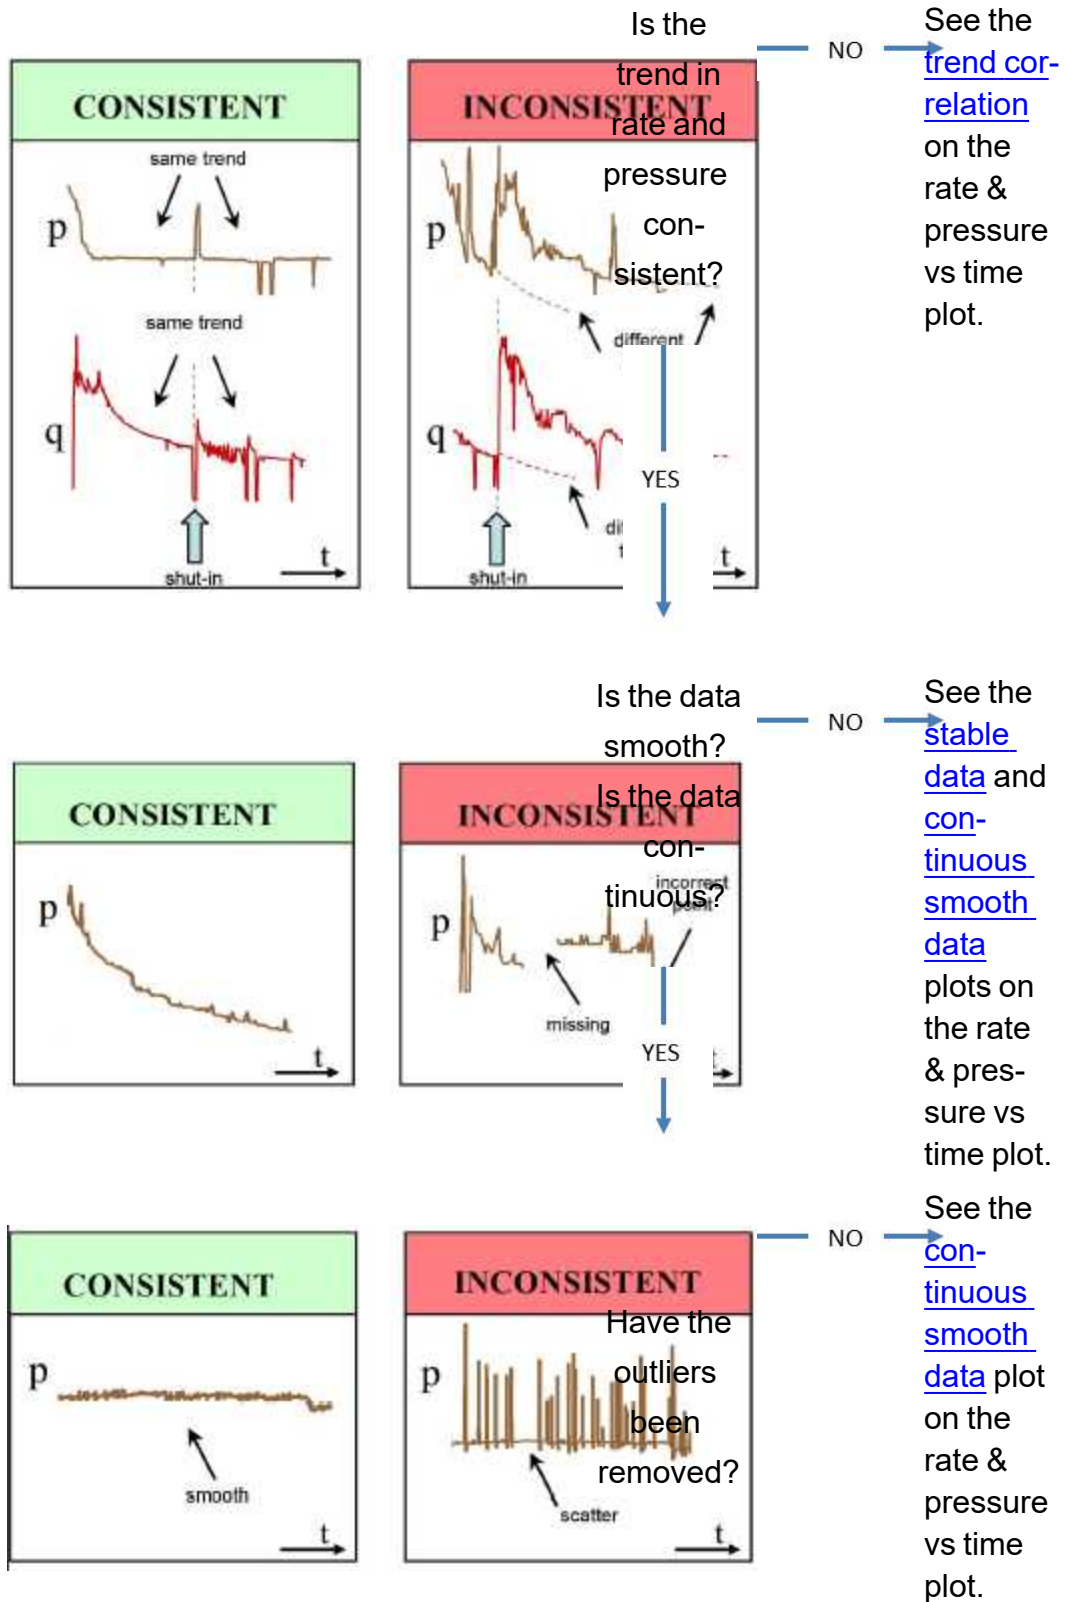 Is the
trend in
rate and
pressure
con-
sistent?
NO
See the
trend cor-
relation
on the
rate &
pressure
vs time
plot.
CONSISTENT
same trend
p
same trend
q
shut-in
t
INCONSISTENT
p
different
q
shut-in
t
YES
Is the data
smooth?
Is the data
con-
tinuous?
NO
See the
stable
data and
con-
tinuous
smooth
data
plots on
the rate
& pres-
sure vs
time plot.
CONSISTENT
p
t
INCONSISTENT
incorrect
point
p
missing
YES
Have the
outliers
been
removed?
NO
See the
con-
tinuous
smooth
data plot
on the
rate &
pressure
vs time
plot.
CONSISTENT
p
smooth
t
INCONSISTENT
p
scatter
t